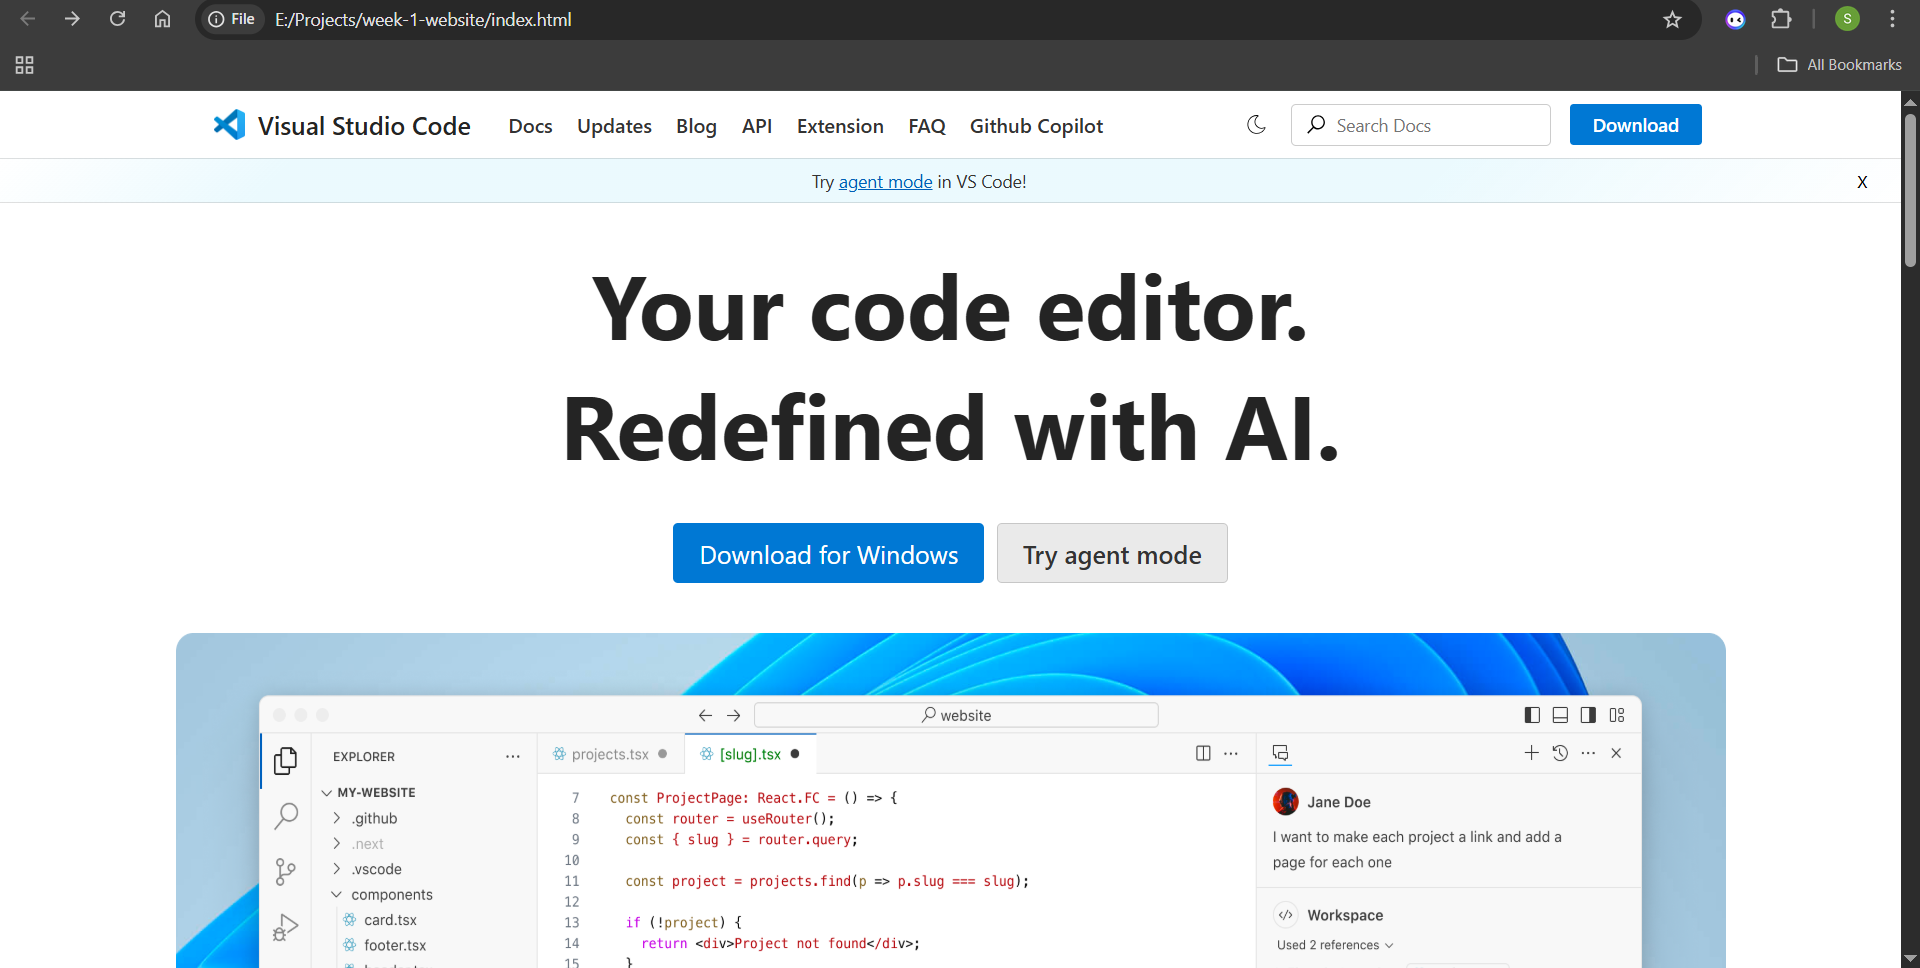 File E:/Projects/week-1-website/index.html S
All Bookmarks
Visual Studio Code Docs Updates Blog API Extension FAQ Github Copilot Search Docs Download
Try agent mode in VS Code! X
Your code editor.
Redefined with AI.
Download for Windows Try agent mode
website
EXPLORER ... projects.tsx [slug].tsx
MY-WEBSITE
.github
.next
.vscode
components
card.tsx
footer.tsx
7 const ProjectPage: React.FC = () => {
8 const router = useRouter();
9 const { slug } = router.query;
10
11 const project = projects.find(p => p.slug === slug);
12
13 if (!project) {
14 return <div>Project not found</div>;
15 }
Jane Doe
I want to make each project a link and add a
page for each one
Workspace
Used 2 references